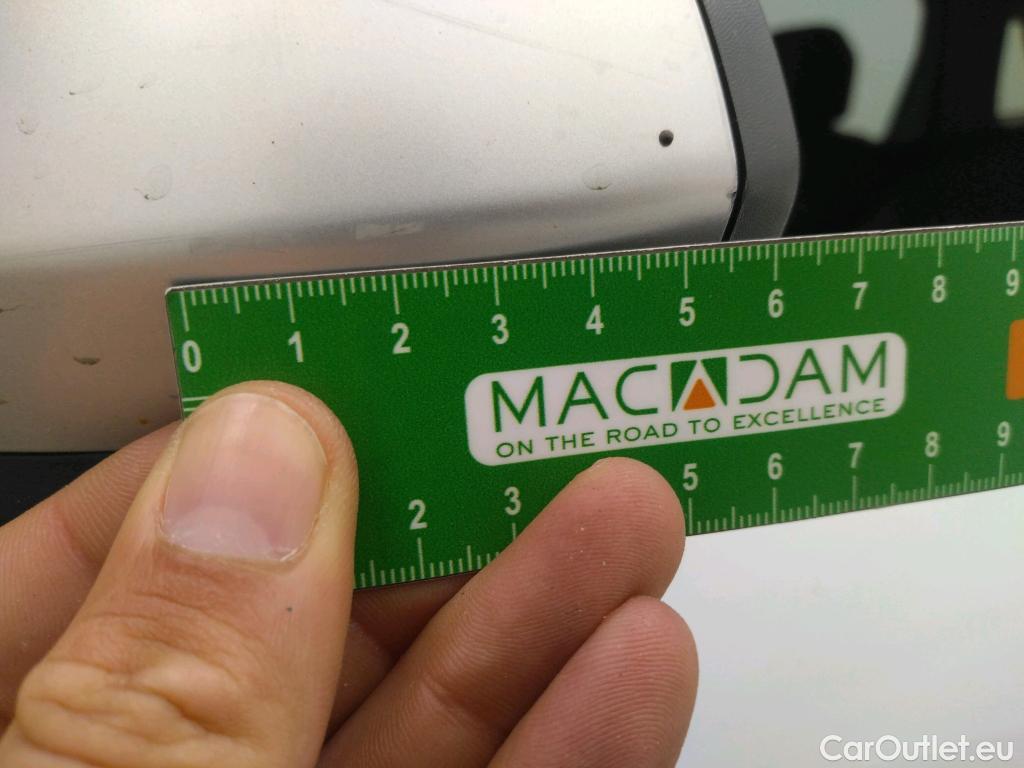 0 1 2 3 4 5 6 7 8 9
MACADAM
ON THE ROAD TO EXCELLENCE
2 3 5 6 7 8 9
CarOutlet.eu